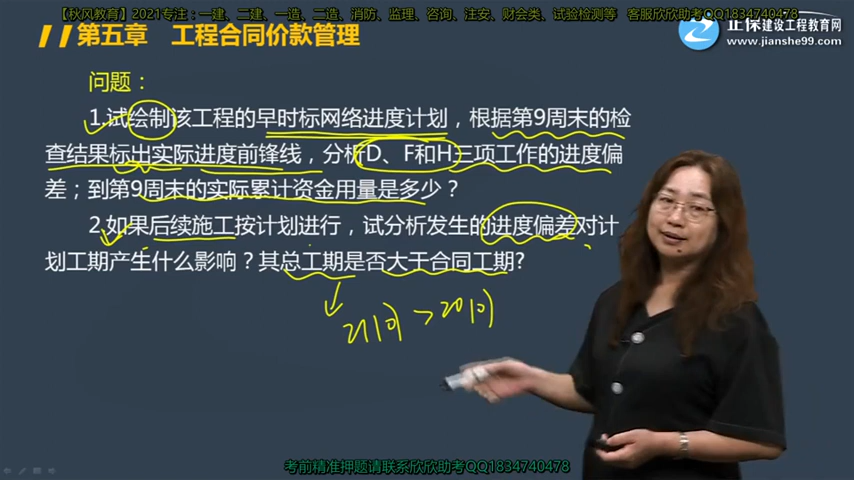 【秋风教育】2021专注：一建、二建、一造、二造、消防、监理、咨询、注安、财会类、试验检测等 客服欣欣助考QQ1834740478
第五章 工程合同价款管理
正保建设工程教育网
www.jianshe99.com
问题：
1.试绘制该工程的早时标网络进度计划，根据第9周末的检
查结果标出实际进度前锋线，分析D、F和H三项工作的进度偏
差；到第9周末的实际累计资金用量是多少？
2.如果后续施工按计划进行，试分析发生的进度偏差对计
划工期产生什么影响？其总工期是否大于合同工期?
21周 > 20周
考前精准押题请联系欣欣助考QQ1834740478